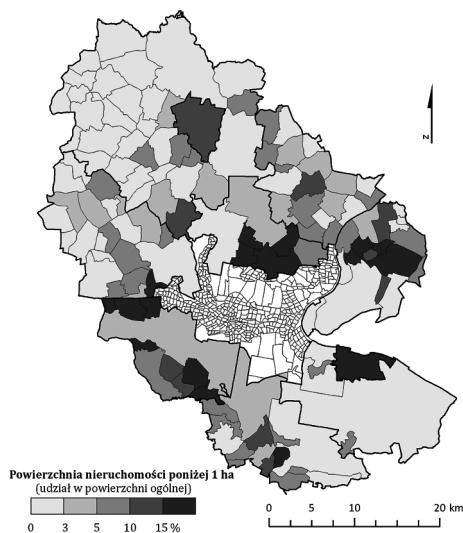 N
Powierzchnia nieruchomości poniżej 1 ha
(udział w powierzchni ogólnej)
0 3 5 10 15 %
0 5 10 20 km